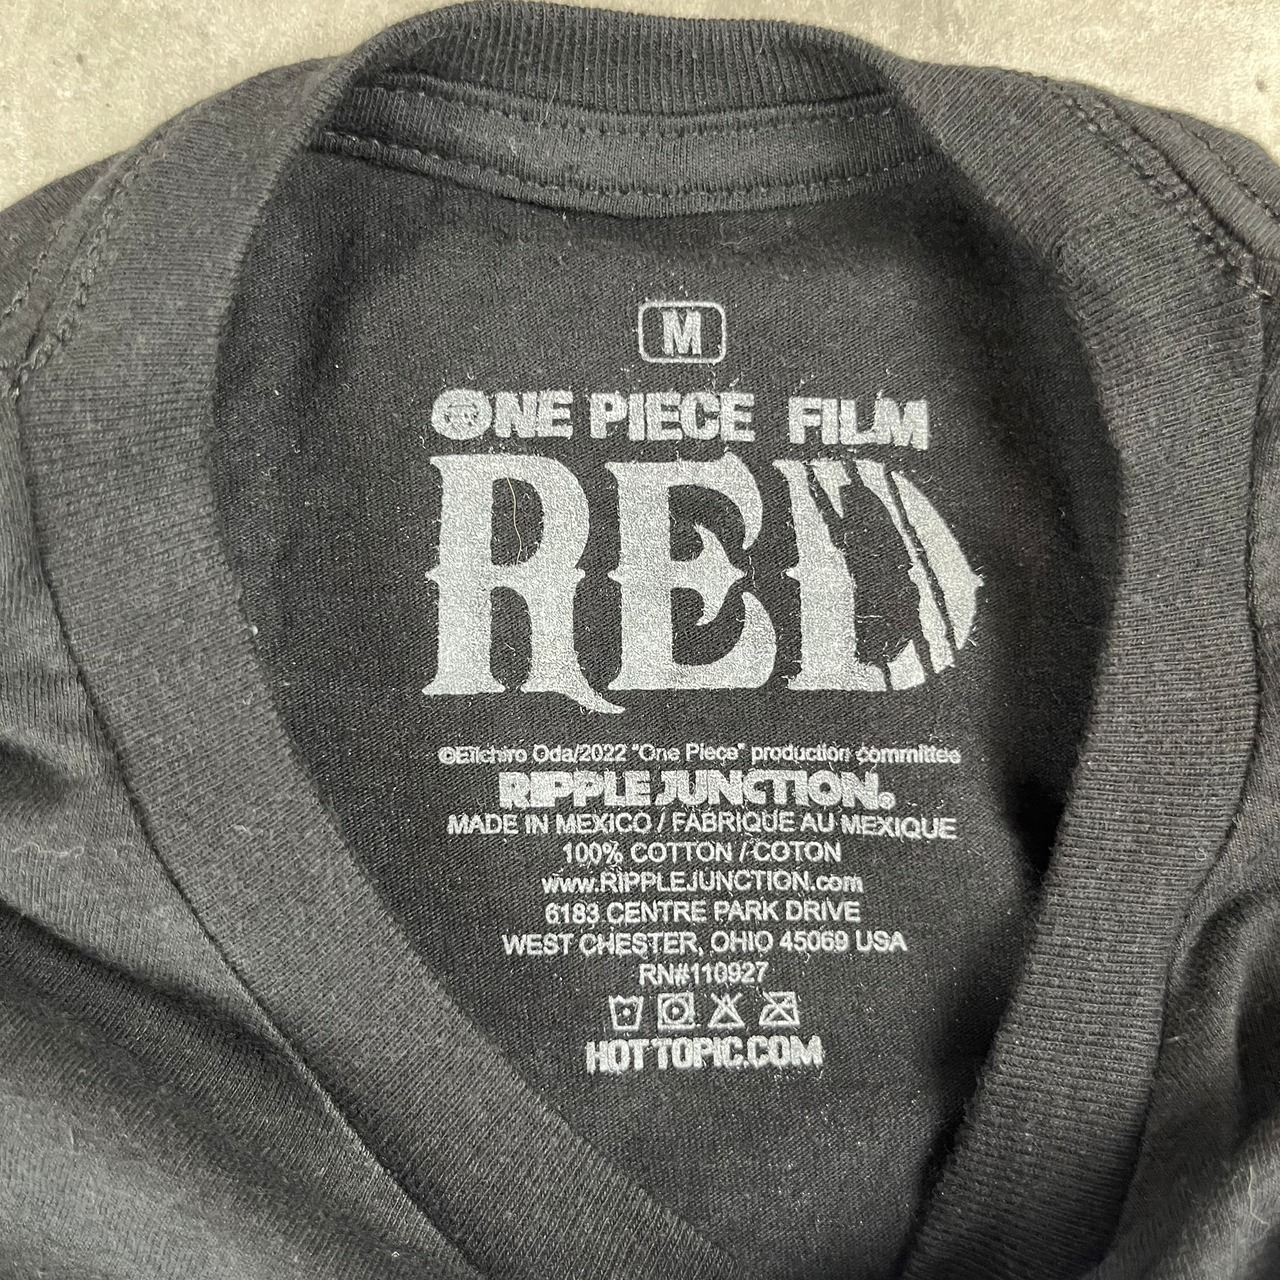 M
ONE PIECE FILM
RED
©Eiichiro Oda/2022 "One Piece" production committee
RIPPLE JUNCTION®
MADE IN MEXICO / FABRIQUE AU MEXIQUE
100% COTTON / COTON
www.RIPPLEJUNCTION.com
6183 CENTRE PARK DRIVE
WEST CHESTER, OHIO 45069 USA
RN#110927
HOTTOPIC.COM